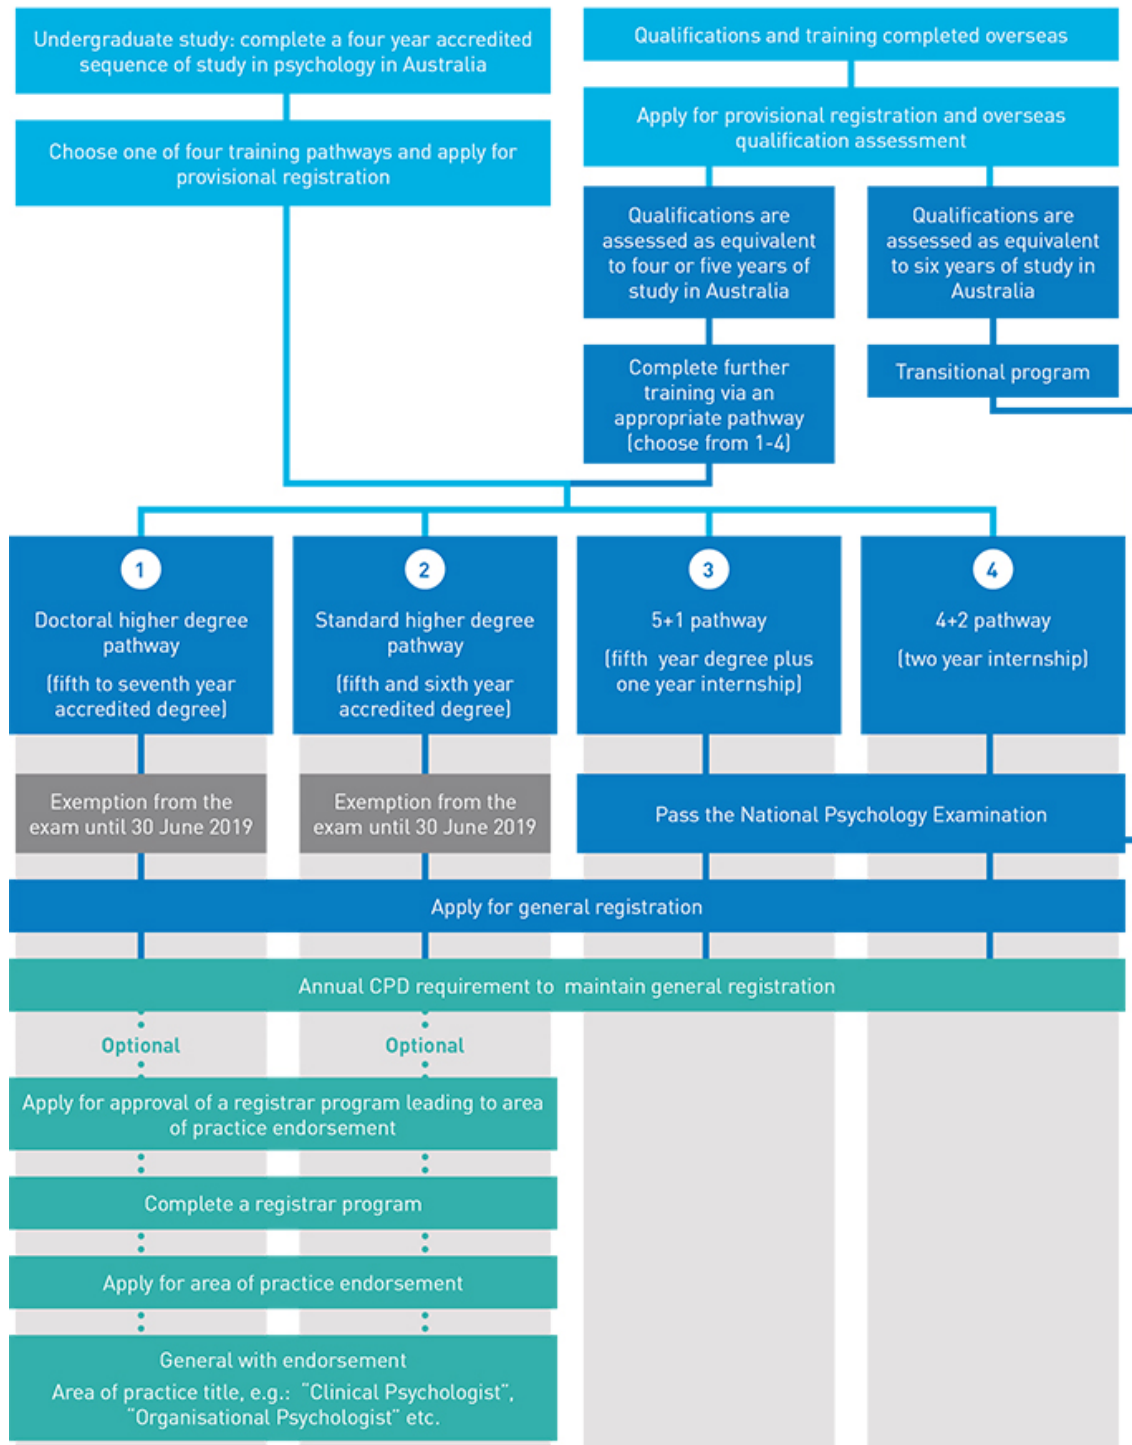 Undergraduate study: complete a four year accredited
sequence of study in psychology in Australia
Choose one of four training pathways and apply for
provisional registration
Qualifications and training completed overseas
Apply for provisional registration and overseas
qualification assessment
Qualifications are
assessed as equivalent
to four or five years of
study in Australia
Qualifications are
assessed as equivalent
to six years of study in
Australia
Complete further
training via an
appropriate pathway
(choose from 1-4)
Transitional program
1
Doctoral higher degree
pathway
(fifth to seventh year
accredited degree)
2
Standard higher degree
pathway
(fifth and sixth year
accredited degree)
3
5+1 pathway
(fifth year degree plus
one year internship)
4
4+2 pathway
(two year internship)
Exemption from the
exam until 30 June 2019
Exemption from the
exam until 30 June 2019
Pass the National Psychology Examination
Apply for general registration
Annual CPD requirement to maintain general registration
Optional
Optional
Apply for approval of a registrar program leading to area
of practice endorsement
Complete a registrar program
Apply for area of practice endorsement
General with endorsement
Area of practice title, e.g.: "Clinical Psychologist",
"Organisational Psychologist" etc.